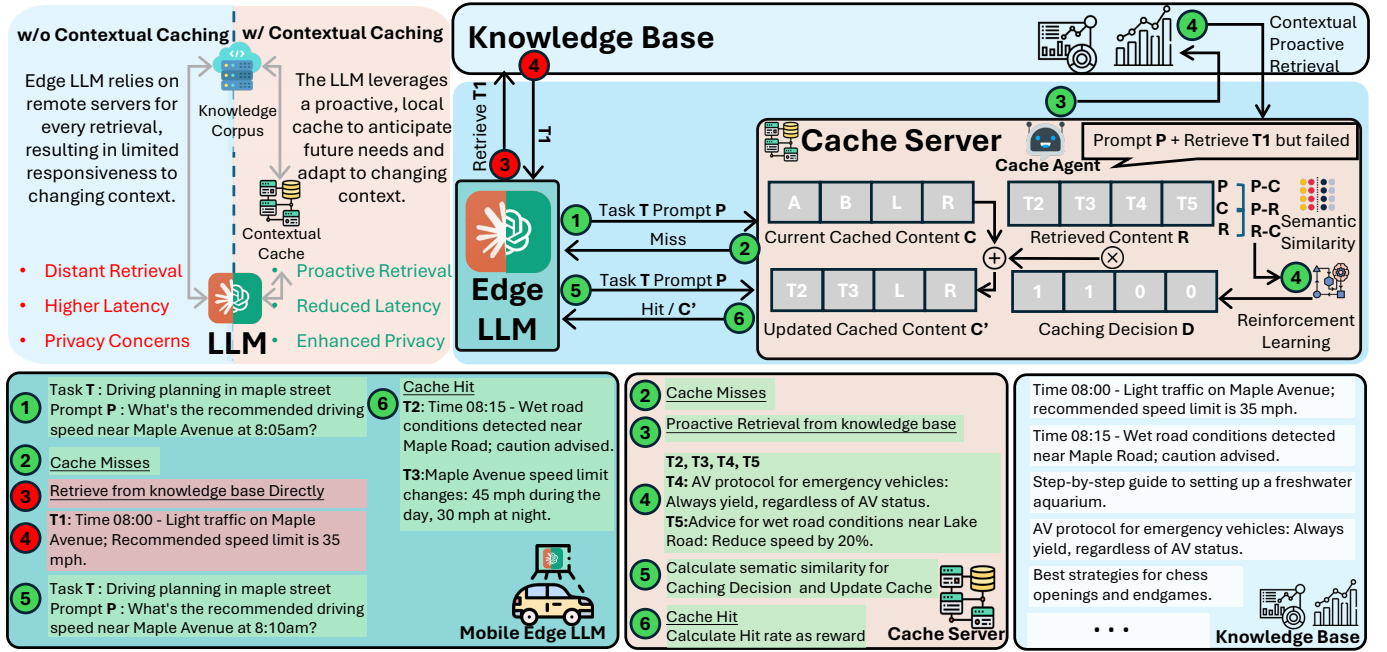 w/o Contextual Caching
w/ Contextual Caching
Edge LLM relies on
remote servers for
every retrieval,
resulting in limited
responsiveness to
changing context.
Knowledge
Corpus
The LLM leverages
a proactive, local
cache to anticipate
future needs and
adapt to changing
context.
Contextual
Cache
• Distant Retrieval
• Higher Latency
• Privacy Concerns
LLM
• Proactive Retrieval
• Reduced Latency
• Enhanced Privacy
Knowledge Base
4
Contextual
Proactive
Retrieval
4
Retrieve T1
T1
3
3
Edge
LLM
1
Task T Prompt P
Miss
2
5
Task T Prompt P
Hit / C’
6
Cache Server
Cache Agent
Prompt P + Retrieve T1 but failed
A B L R
Current Cached Content C
T2 T3 T4 T5
Retrieved Content R
P
C
R
P-C
P-R
R-C
Semantic
Similarity
4
T2 T3 L R
Updated Cached Content C’
1 1 0 0
Caching Decision D
Reinforcement
Learning
1
Task T : Driving planning in maple street
Prompt P : What's the recommended driving
speed near Maple Avenue at 8:05am?
2
Cache Misses
3
Retrieve from knowledge base Directly
4
T1: Time 08:00 - Light traffic on Maple
Avenue; Recommended speed limit is 35
mph.
5
Task T : Driving planning in maple street
Prompt P : What's the recommended driving
speed near Maple Avenue at 8:10am?
6
Cache Hit
T2: Time 08:15 - Wet road
conditions detected near
Maple Road; caution advised.
T3:Maple Avenue speed limit
changes: 45 mph during the
day, 30 mph at night.
Mobile Edge LLM
2
Cache Misses
3
Proactive Retrieval from knowledge base
4
T2, T3, T4, T5
T4: AV protocol for emergency vehicles:
Always yield, regardless of AV status.
T5:Advice for wet road conditions near Lake
Road: Reduce speed by 20%.
5
Calculate sematic similarity for
Caching Decision and Update Cache
6
Cache Hit
Calculate Hit rate as reward
Cache Server
Time 08:00 - Light traffic on Maple Avenue;
recommended speed limit is 35 mph.
Time 08:15 - Wet road conditions detected
near Maple Road; caution advised.
Step-by-step guide to setting up a freshwater
aquarium.
AV protocol for emergency vehicles: Always
yield, regardless of AV status.
Best strategies for chess
openings and endgames.
• • •
Knowledge Base